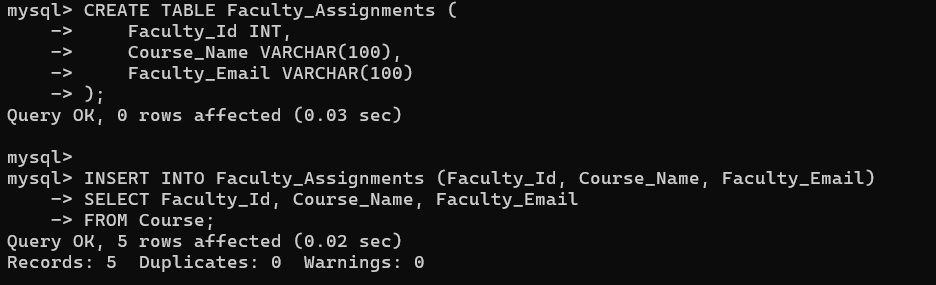 mysql> CREATE TABLE Faculty_Assignments (
    ->     Faculty_Id INT,
    ->     Course_Name VARCHAR(100),
    ->     Faculty_Email VARCHAR(100)
    -> );
Query OK, 0 rows affected (0.03 sec)
mysql>
mysql> INSERT INTO Faculty_Assignments (Faculty_Id, Course_Name, Faculty_Email)
    -> SELECT Faculty_Id, Course_Name, Faculty_Email
    -> FROM Course;
Query OK, 5 rows affected (0.02 sec)
Records: 5  Duplicates: 0  Warnings: 0